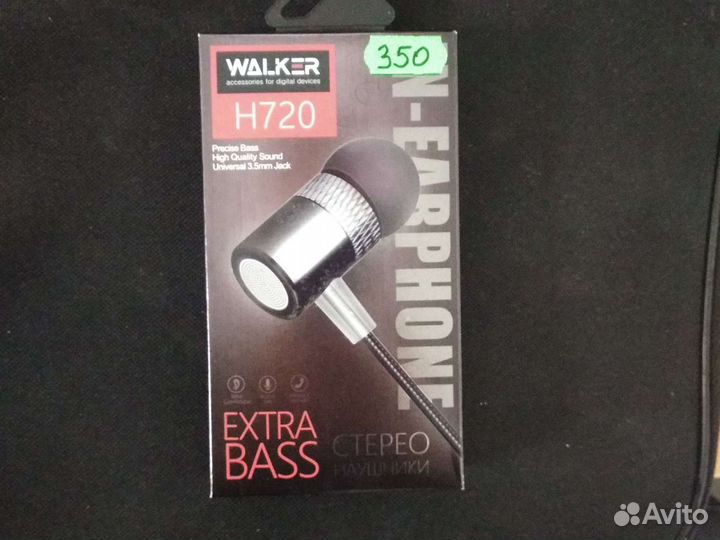 WALKER
accessories for digital devices
H720
350
Precise Bass
High Quality Sound
Universal 3.5mm Jack
N-EARPHONE
EXTRA
BASS
СТЕРЕО
НАУШНИКИ
Avito